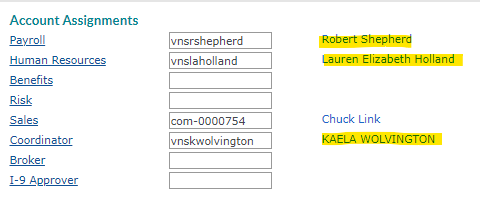 Account Assignments
Payroll vnsrshepherd Robert Shepherd
Human Resources vnslaholland Lauren Elizabeth Holland
Benefits
Risk
Sales com-0000754 Chuck Link
Coordinator vnskwolvington KAELA WOLVINGTON
Broker
I-9 Approver